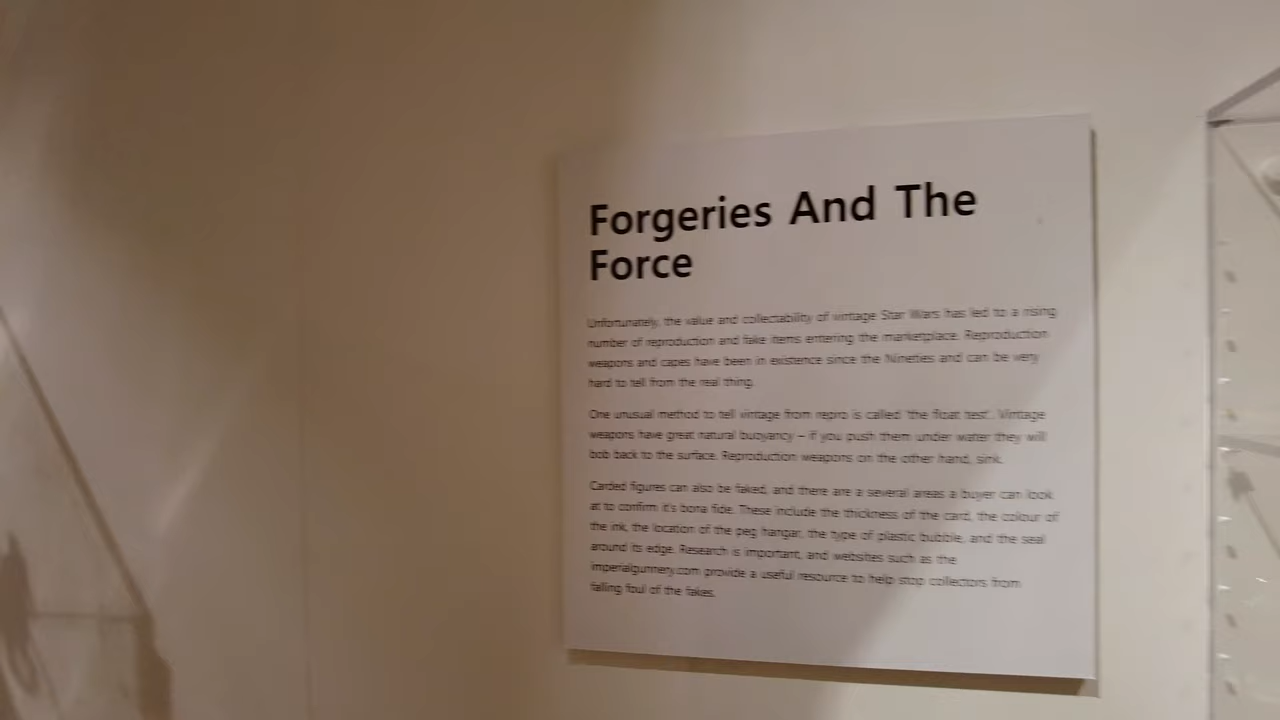 Forgeries And The
Force
Unfortunately, the value and collectability of vintage Star Wars has led to a rising
number of reproduction and fake items entering the marketplace. Reproduction
weapons and capes have been in existence since the Nineties and can be very
hard to tell from the real thing.
One unusual method to tell vintage from repro is called 'the float test'. Vintage
weapons have great natural buoyancy – if you push them under water they will
bob back to the surface. Reproduction weapons on the other hand, sink.
Carded figures can also be faked, and there are a several areas a buyer can look
at to confirm it's bona fide. These include the thickness of the card, the colour of
the ink, the location of the peg hangar, the type of plastic bubble, and the seal
around its edge. Research is important, and websites such as the
imperialgunnery.com provide a useful resource to help stop collectors from
falling foul of the fakes.